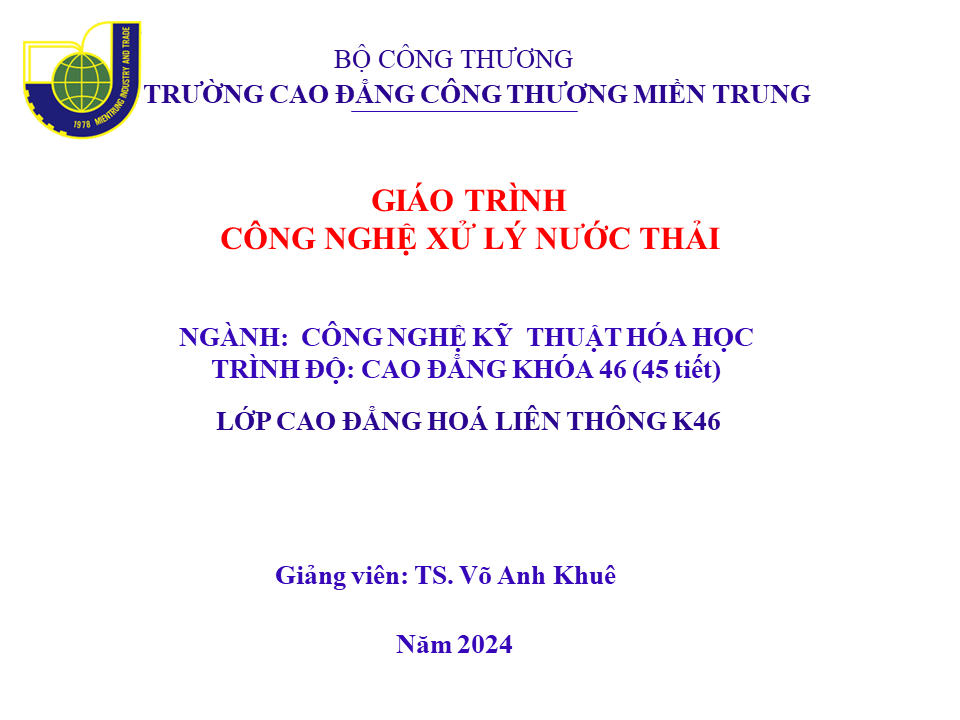 BỘ CÔNG THƯƠNG
TRƯỜNG CAO ĐẲNG CÔNG THƯƠNG MIỀN TRUNG
1978 MIENTRUNG INDUSTRY AND TRADE
GIÁO TRÌNH
CÔNG NGHỆ XỬ LÝ NƯỚC THẢI
NGÀNH: CÔNG NGHỆ KỸ THUẬT HÓA HỌC
TRÌNH ĐỘ: CAO ĐẲNG KHÓA 46 (45 tiết)
LỚP CAO ĐẲNG HOÁ LIÊN THÔNG K46
Giảng viên: TS. Võ Anh Khuê
Năm 2024